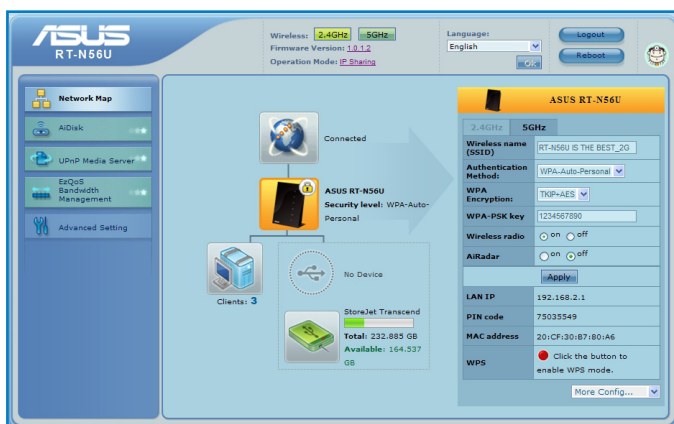 ASUS
RT-N56U
Wireless: 2.4GHz 5GHz
Firmware Version: 1.0.1.2
Operation Mode: IP Sharing
Language:
English
OK
Logout
Reboot
Network Map
AiDisk
UPnP Media Server
EzQoS
Bandwidth
Management
Advanced Setting
Connected
ASUS RT-N56U
Security level: WPA-Auto-
Personal
Clients: 3
No Device
StoreJet Transcend
Total: 232.885 GB
Available: 164.537
GB
ASUS RT-N56U
2.4GHz 5GHz
Wireless name
(SSID)
RT-N56U IS THE BEST_2G
Authentication
Method:
WPA-Auto-Personal
WPA
Encryption:
TKIP+AES
WPA-PSK key
1234567890
Wireless radio
on off
AiRadar
on off
Apply
LAN IP
192.168.2.1
PIN code
75035549
MAC address
20:CF:30:B7:80:A6
WPS
Click the button to
enable WPS mode.
More Config...